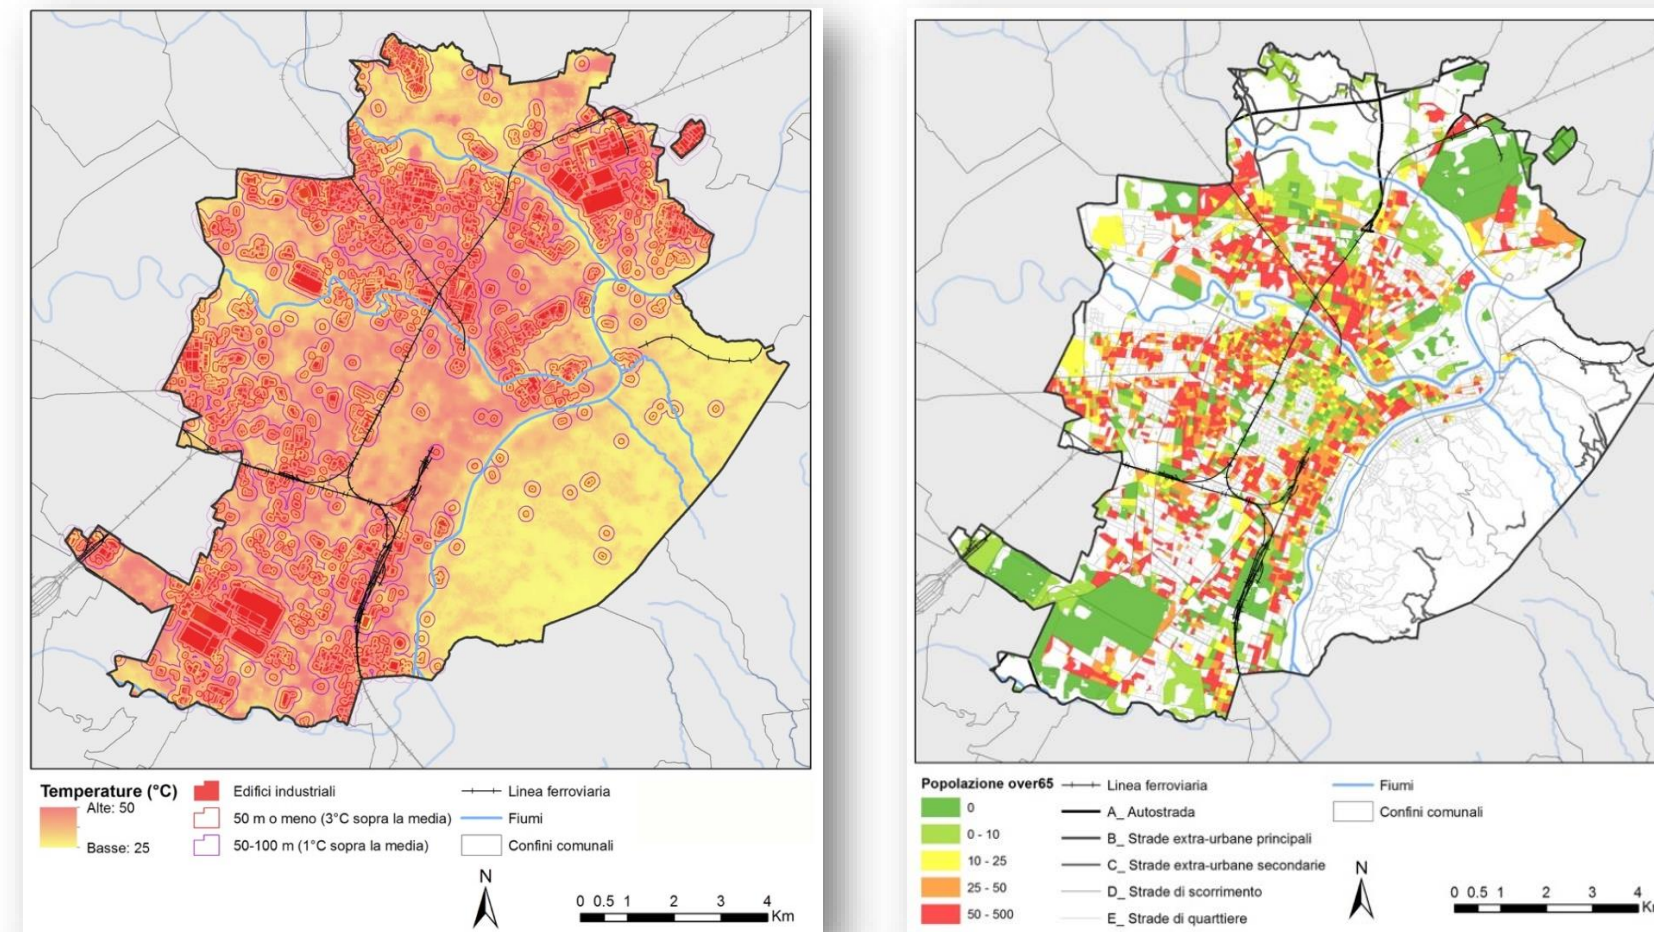 Temperature (°C)
Alte: 50
Basse: 25
Edifici industriali
50 m o meno (3°C sopra la media)
50-100 m (1°C sopra la media)
Linea ferroviaria
Fiumi
Confini comunali
N
0 0.5 1 2 3 4
Km
Popolazione over65
0
0 - 10
10 - 25
25 - 50
50 - 500
Linea ferroviaria
A_ Autostrada
B_ Strade extra-urbane principali
C_ Strade extra-urbane secondarie
D_ Strade di scorrimento
E_ Strade di quarttiere
Fiumi
Confini comunali
N
0 0.5 1 2 3 4